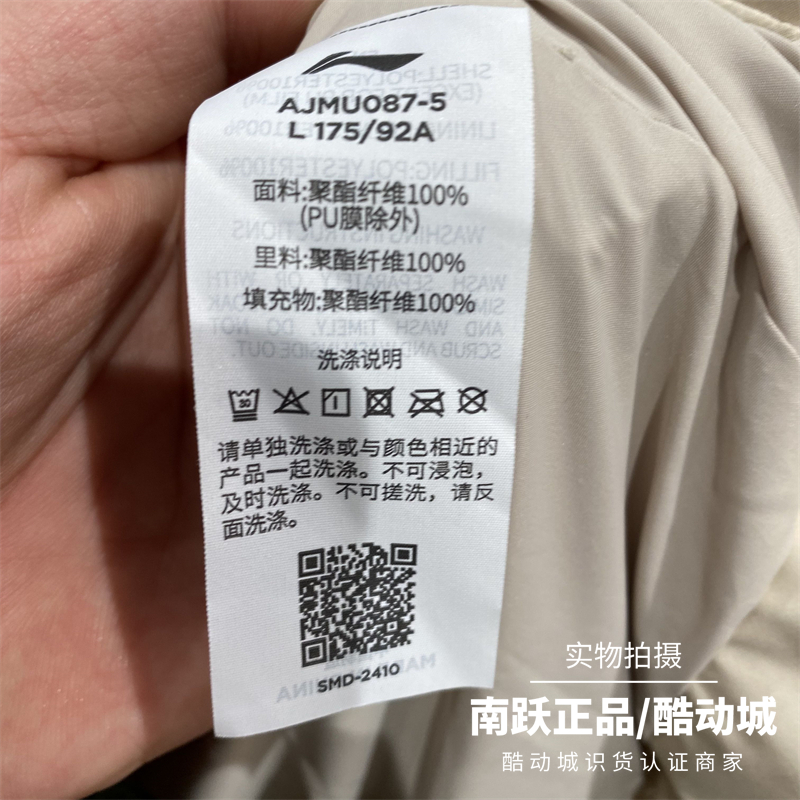 AJMU087-5
L 175/92A
面料:聚酯纤维100%
(PU膜除外)
里料:聚酯纤维100%
填充物:聚酯纤维100%
洗涤说明
30
请单独洗涤或与颜色相近的
产品一起洗涤。不可浸泡，
及时洗涤。不可搓洗，请反
面洗涤。
SMD-2410
实物拍摄
南跃正品/酷动城
酷动城识货认证商家